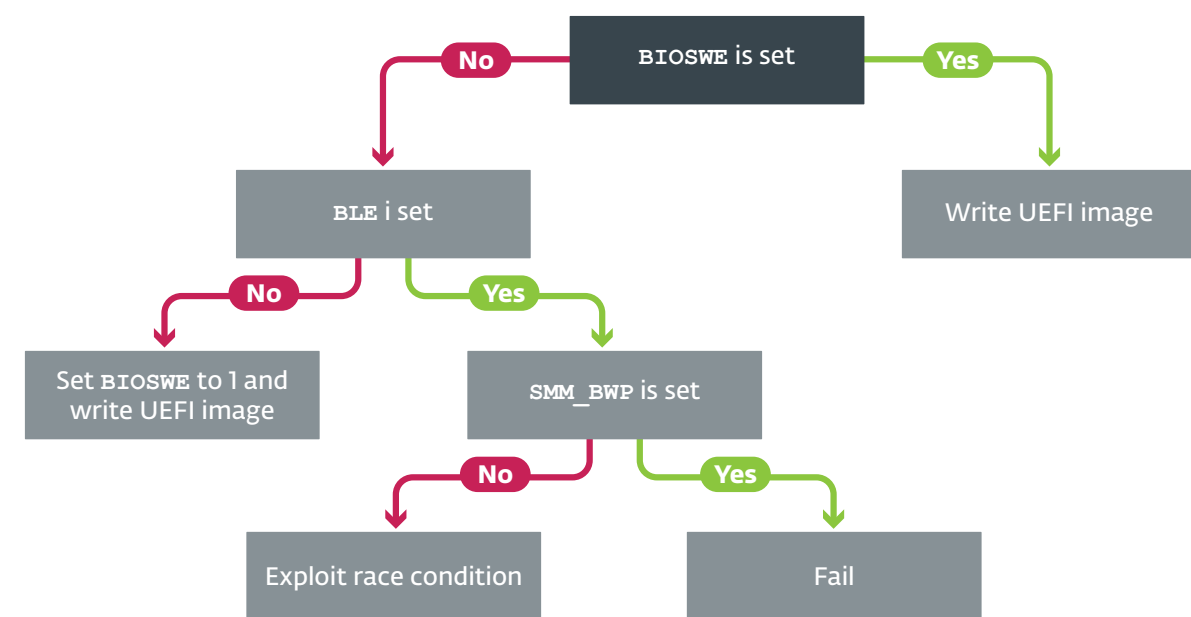 BIOSWE is set
No
Yes
BLE i set
Write UEFI image
No
Yes
Set BIOSWE to 1 and
write UEFI image
SMM_BWP is set
No
Yes
Exploit race condition
Fail